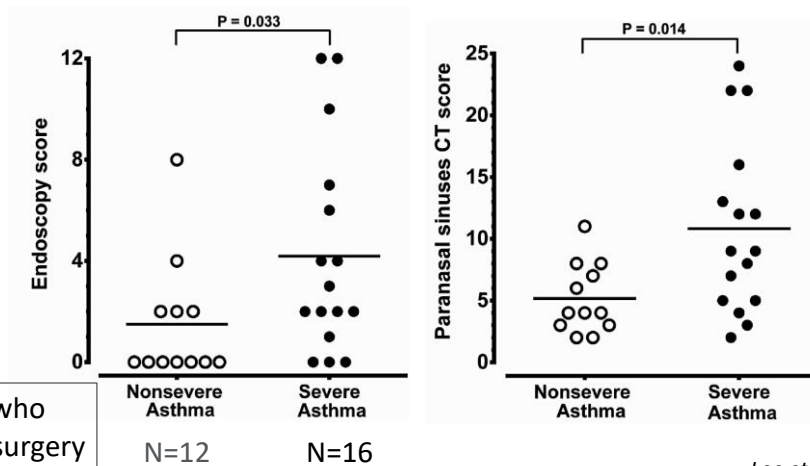 P = 0.033
Endoscopy score
12
8
4
0
Nonsevere
Asthma
Severe
Asthma
P = 0.014
Paranasal sinuses CT score
25
20
15
10
5
0
Nonsevere
Asthma
Severe
Asthma
who
surgery
N=12
N=16